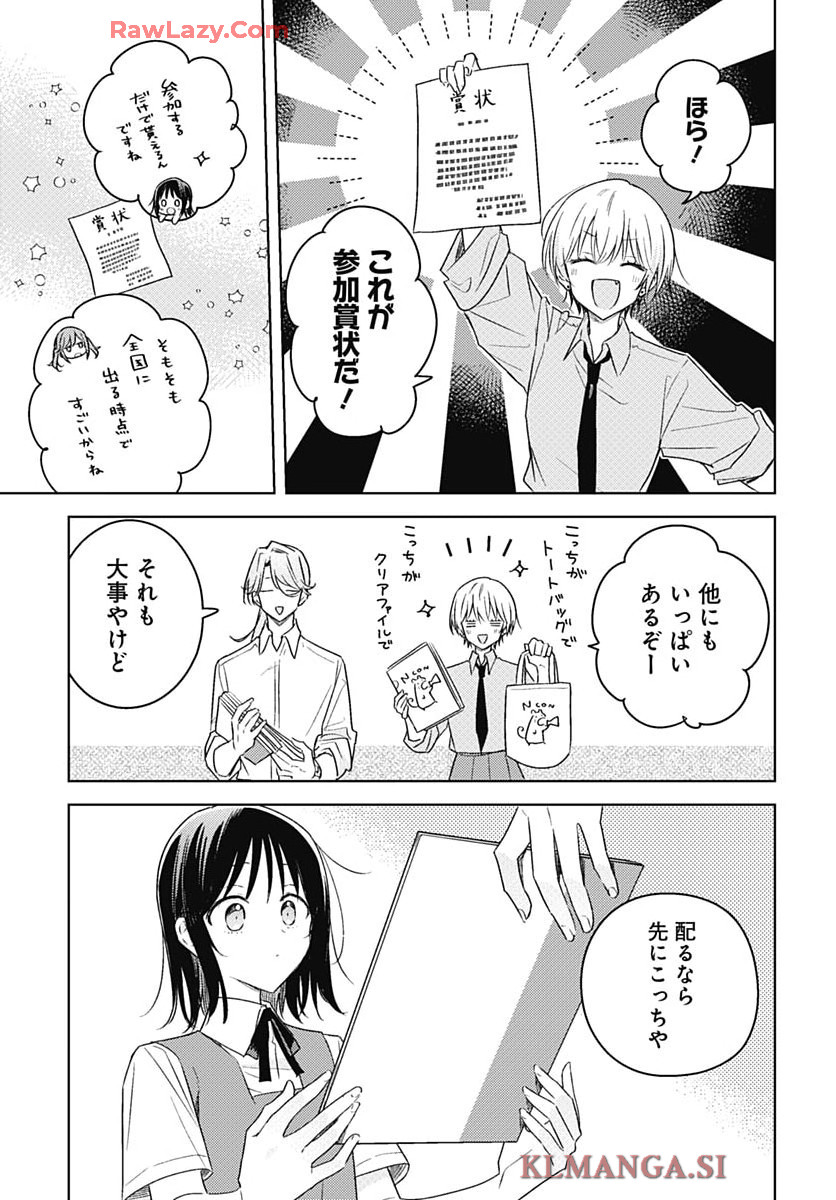 RawLazy.Com
ほら!
賞状
これが
参加賞状だ!
参加する
だけで貰えるん
ですね
賞状
そもそも
全国に
出る時点で
すごいからね
他にも
いっぱい
あるぞー
こっちが
トートバッグで
こっちが
クリアファイルで
N CON
N CON
それも
大事やけど
配るなら
先にこっちや
KLMANGA.SI